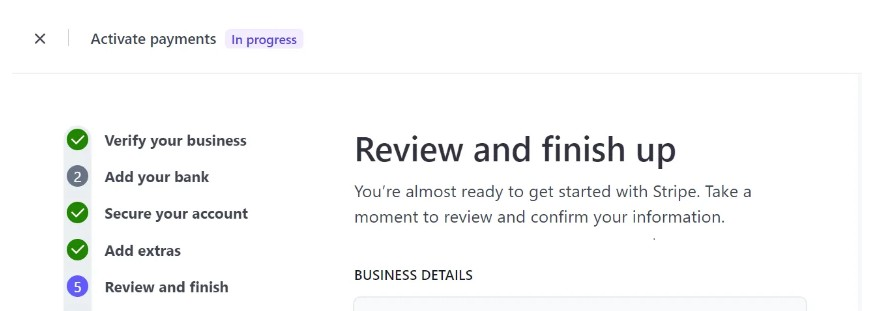 Activate payments In progress
Verify your business
2 Add your bank
Secure your account
Add extras
5 Review and finish
Review and finish up
You're almost ready to get started with Stripe. Take a
moment to review and confirm your information.
BUSINESS DETAILS